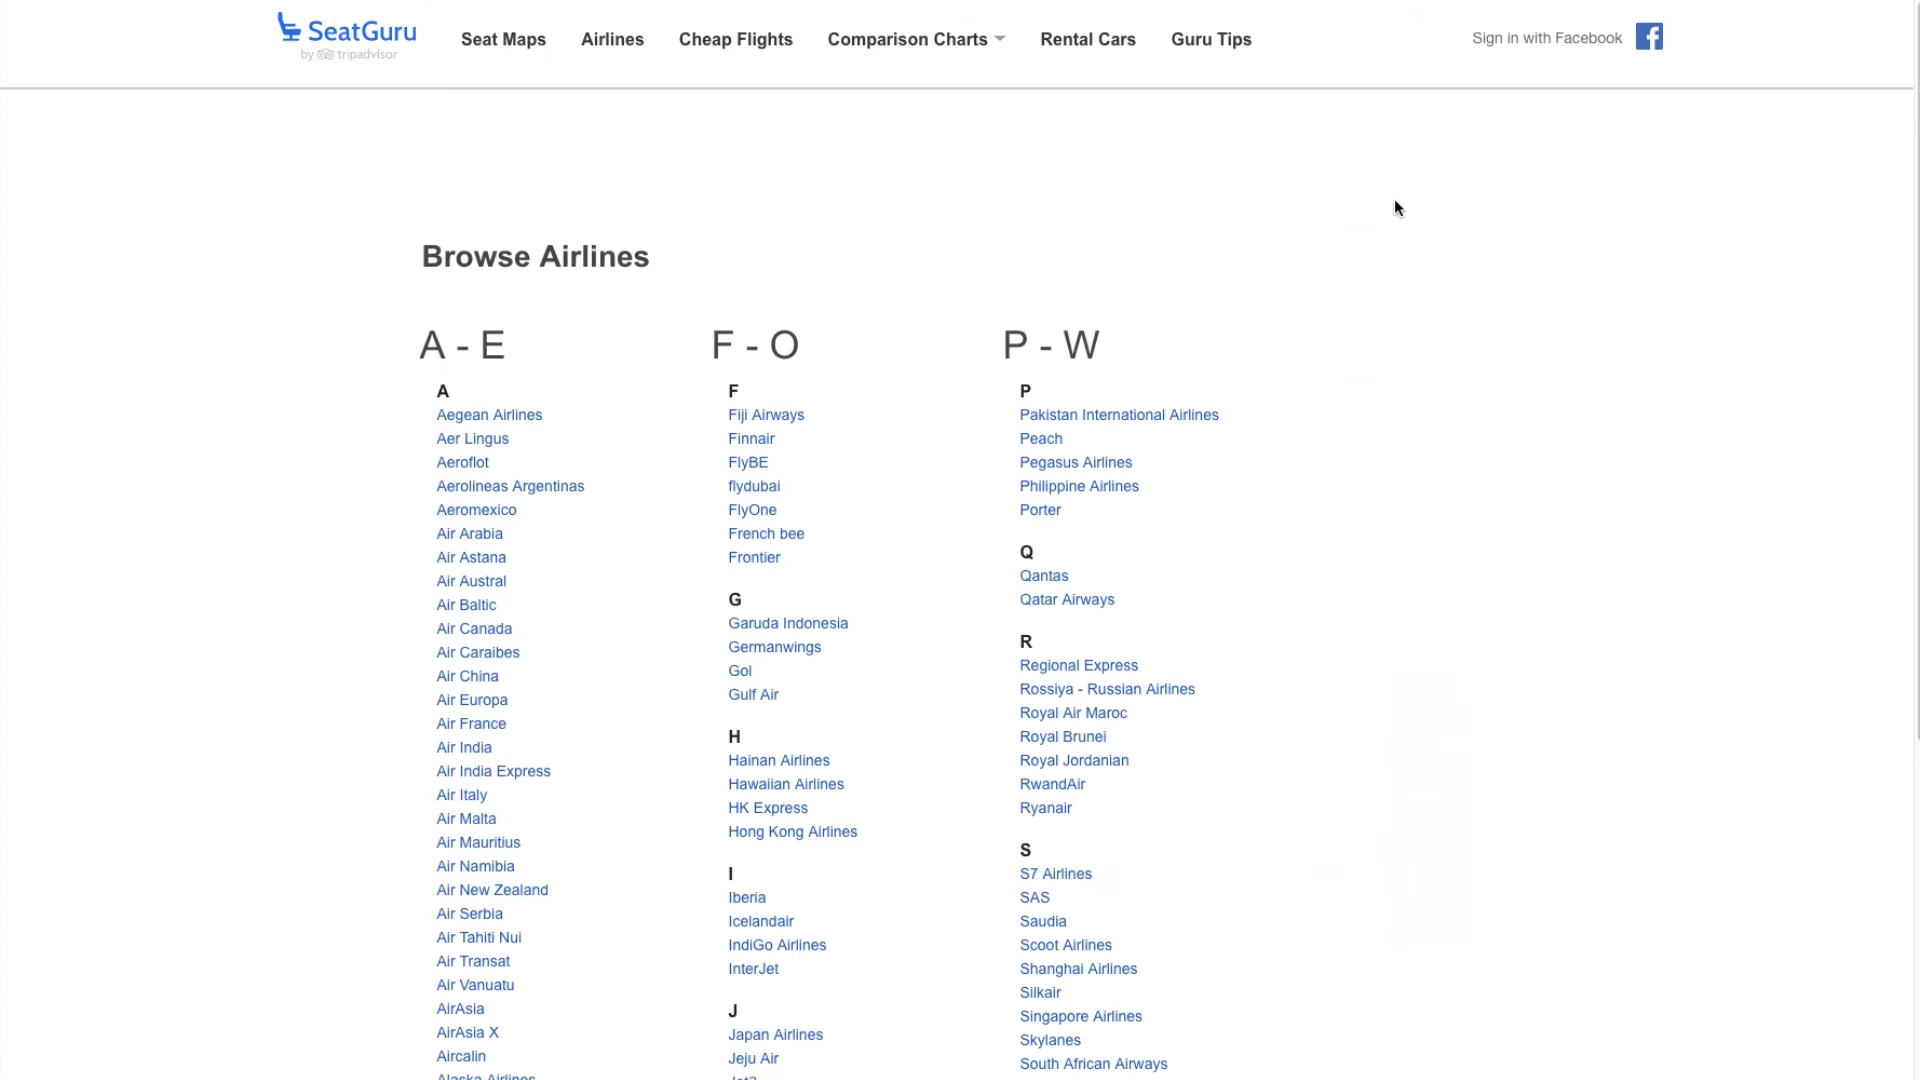 SeatGuru
by tripadvisor
Seat Maps
Airlines
Cheap Flights
Comparison Charts
Rental Cars
Guru Tips
Sign in with Facebook
Browse Airlines
A - E
A
Aegean Airlines
Aer Lingus
Aeroflot
Aerolineas Argentinas
Aeromexico
Air Arabia
Air Astana
Air Austral
Air Baltic
Air Canada
Air Caraibes
Air China
Air Europa
Air France
Air India
Air India Express
Air Italy
Air Malta
Air Mauritius
Air Namibia
Air New Zealand
Air Serbia
Air Tahiti Nui
Air Transat
Air Vanuatu
AirAsia
AirAsia X
Aircalin
Alaska Airlines
F - O
F
Fiji Airways
Finnair
FlyBE
flydubai
FlyOne
French bee
Frontier
G
Garuda Indonesia
Germanwings
Gol
Gulf Air
H
Hainan Airlines
Hawaiian Airlines
HK Express
Hong Kong Airlines
I
Iberia
Icelandair
IndiGo Airlines
InterJet
J
Japan Airlines
Jeju Air
P - W
P
Pakistan International Airlines
Peach
Pegasus Airlines
Philippine Airlines
Porter
Q
Qantas
Qatar Airways
R
Regional Express
Rossiya - Russian Airlines
Royal Air Maroc
Royal Brunei
Royal Jordanian
RwandAir
Ryanair
S
S7 Airlines
SAS
Saudia
Scoot Airlines
Shanghai Airlines
Silkair
Singapore Airlines
Skylanes
South African Airways